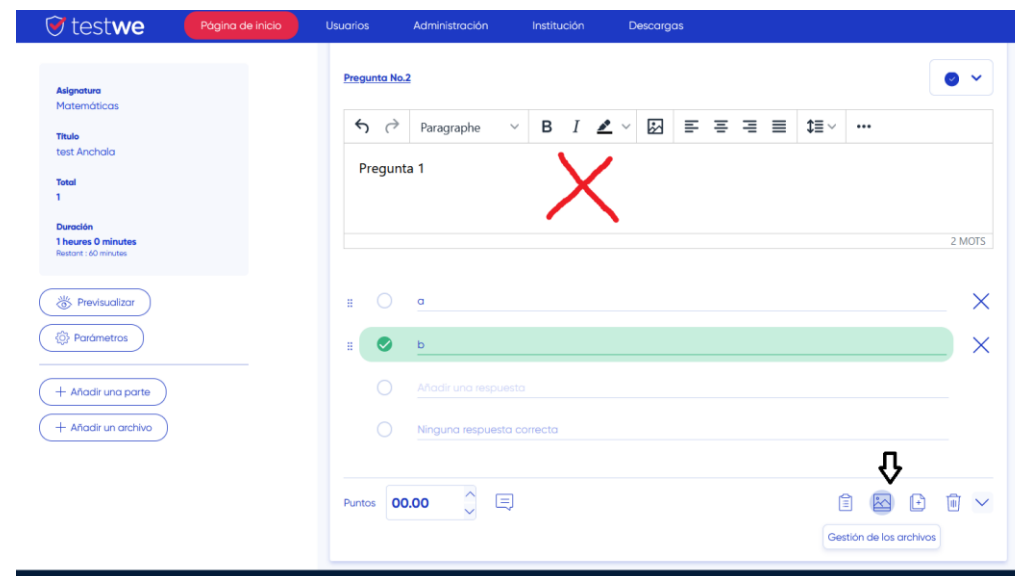 testwe
Página de inicio
Usuarios
Administración
Institución
Descargas
Asignatura
Matemáticas
Título
test Anchala
Total
1
Duración
1 heures 0 minutes
Restant : 60 minutes
Previsualizar
Parámetros
+ Añadir una parte
+ Añadir un archivo
Pregunta No.2
Paragraphe
B I
Pregunta 1
2 MOTS
a
b
Añadir una respuesta
Ninguna respuesta correcta
Puntos 00.00
Gestión de los archivos